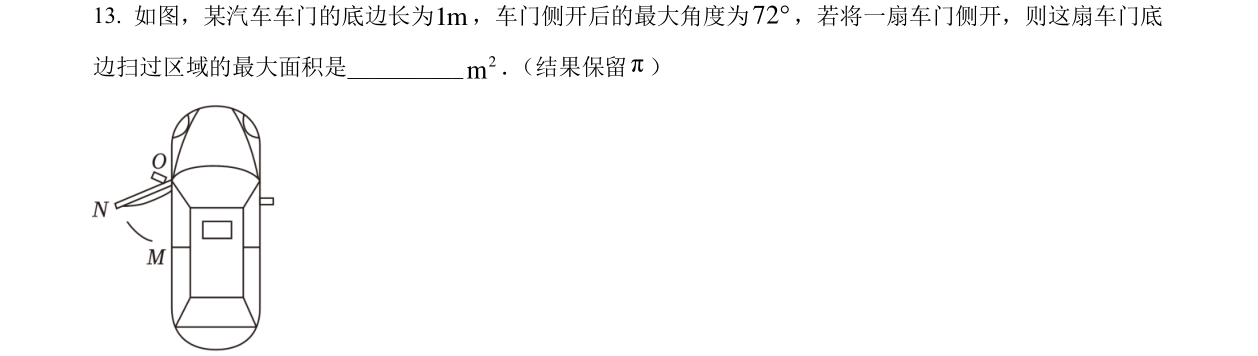 13. 如图，某汽车车门的底边长为1m，车门侧开后的最大角度为72°，若将一扇车门侧开，则这扇车门底
边扫过区域的最大面积是__________m²．（结果保留π）
O
N
M